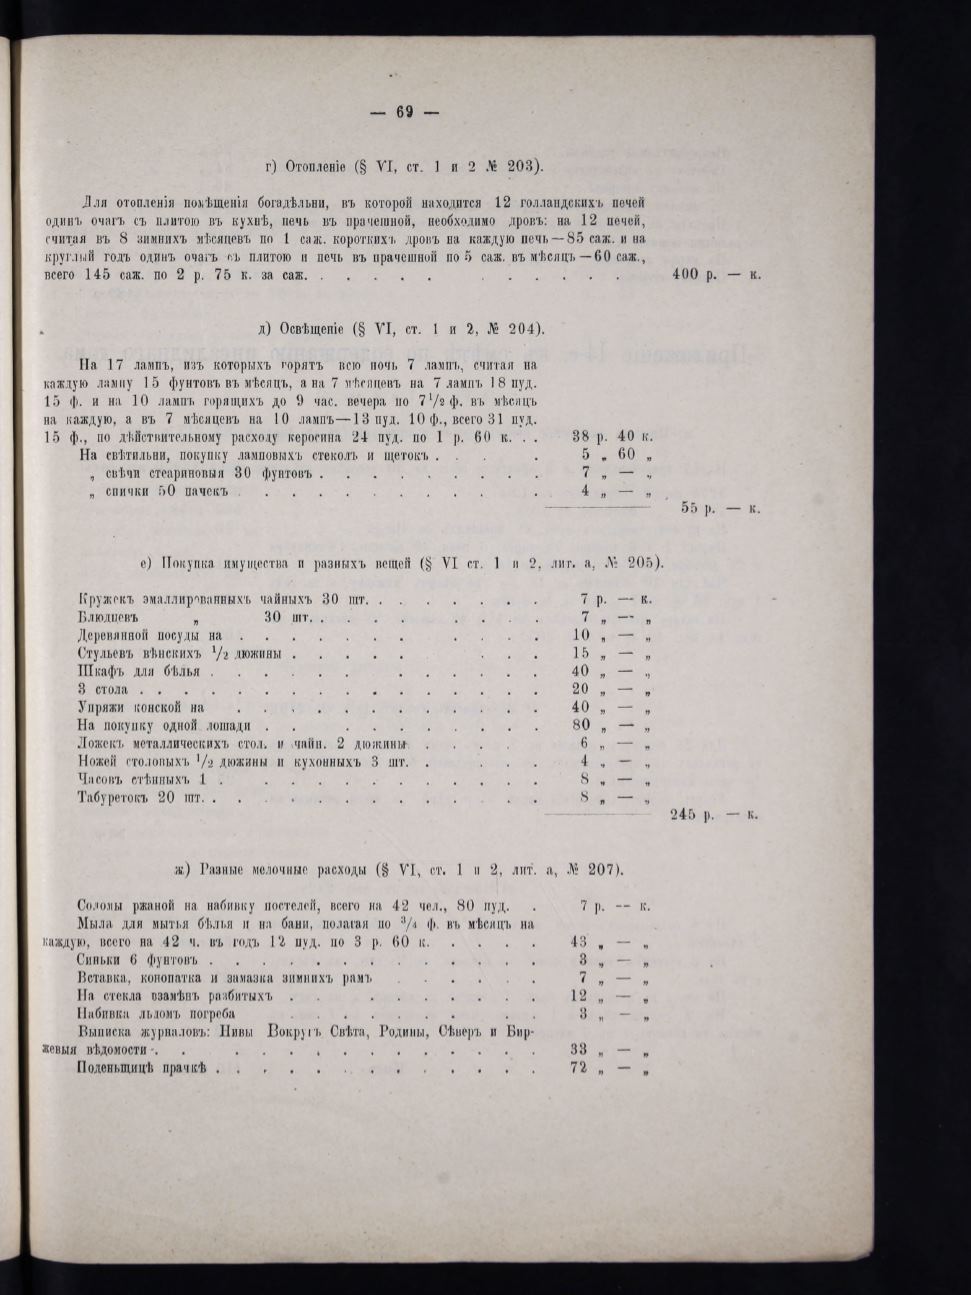 — 69 —
г) Отопленіе (§ VI, ст. 1 и 2 № 203).
Для отопленія помѣщенія богадѣльни, въ которой находится 12 голландскихъ печей
одинъ очагъ съ плитою въ кухнѣ, печь въ прачешной, необходимо дровъ: на 12 печей,
считая въ 8 зимнихъ мѣсяцевъ по 1 саж. короткихъ дровъ на каждую печь — 85 саж. и на
круглый годъ одинъ очагъ съ плитою и печь въ прачешной по 5 саж. въ мѣсяцъ — 60 саж.,
всего 145 саж. по 2 р. 75 к. за саж. . . . . . . . . . . . 400 р. — к.
д) Освѣщеніе (§ VI, ст. 1 и 2, № 204).
На 17 лампъ, изъ которыхъ горятъ всю ночь 7 лампъ, считая на
каждую лампу 15 фунтовъ въ мѣсяцъ, а на 7 мѣсяцевъ на 7 лампъ 18 пуд.
15 ф. и на 10 лампъ горящихъ до 9 час. вечера по 7 1/2 ф. въ мѣсяцъ
на каждую, а въ 7 мѣсяцевъ на 10 лампъ — 13 пуд. 10 ф., всего 31 пуд.
15 ф., по дѣйствительному расходу керосина 24 пуд. по 1 р. 60 к. . . 38 р. 40 к.
На свѣтильни, покупку ламповыхъ стеколъ и щетокъ . . . . 5 „ 60 „
„ свѣчи стеариновыя 30 фунтовъ . . . . . . . . . 7 „ — „
„ спички 50 пачекъ . . . . . . . . . . . 4 „ — „
55 р. — к.
е) Покупка имущества и разныхъ вещей (§ VI ст. 1 и 2, лит. а, № 205).
Кружекъ эмаллированныхъ чайныхъ 30 шт. . . . . . . . 7 р. — к.
Блюдцевъ „ 30 шт. . . . . . . . . 7 „ — „
Деревянной посуды на . . . . . . . . . . 10 „ — „
Стульевъ вѣнскихъ 1/2 дюжины . . . . . . . . 15 „ — „
Шкафъ для бѣлья . . . . . . . . . . . 40 „ — „
3 стола . . . . . . . . . . . . . . . 20 „ — „
Упряжи конской на . . . . . . . . . . . 40 „ — „
На покупку одной лошади . . . . . . . . . 80 „ — „
Ложекъ металлическихъ стол. и чайн. 2 дюжины . . . . 6 „ — „
Ножей столовыхъ 1/2 дюжины и кухонныхъ 3 шт. . . . . 4 „ — „
Часовъ стѣнныхъ 1 . . . . . . . . . . . 8 „ — „
Табуретокъ 20 шт. . . . . . . . . . . . . 8 „ — „
245 р. — к.
ж) Разные мелочные расходы (§ VI, ст. 1 и 2, лит. а, № 207).
Соломы ржаной на набивку постелей, всего на 42 чел., 80 пуд. . 7 р. — к.
Мыла для мытья бѣлья и на бани, полагая по 3/4 ф. въ мѣсяцъ на
каждую, всего на 42 ч. въ годъ 12 пуд. по 3 р. 60 к. . . . . 43 „ — „
Синьки 6 фунтовъ . . . . . . . . . . . . 3 „ — „
Вставка, конопатка и замазка зимнихъ рамъ . . . . . 7 „ — „
На стекла взамѣнъ разбитыхъ . . . . . . . . 12 „ — „
Набивка льдомъ погреба . . . . . . . . 3 „ — „
Выписка журналовъ: Нивы Вокругъ Свѣта, Родины, Сѣверъ и Бир-
жевыя вѣдомости . . . . . . . . . . . . . 33 „ — „
Поденьщицѣ прачкѣ . . . . . . . . . . . . 72 „ — „